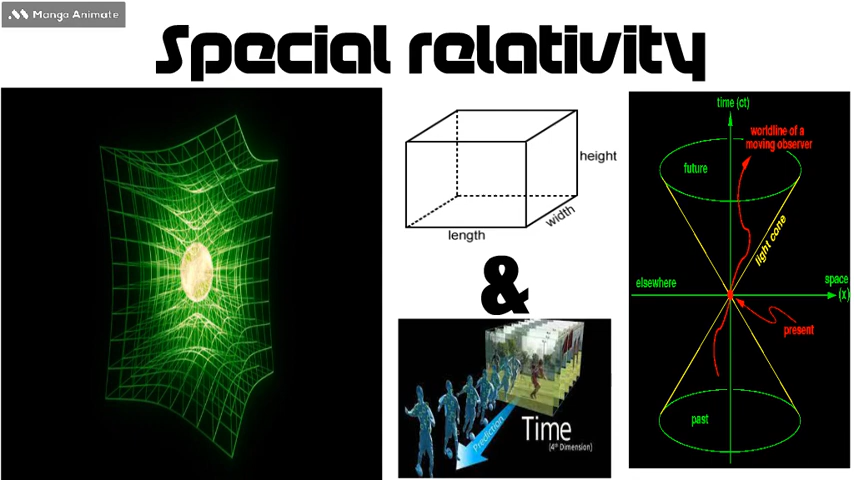 Manga Animate
Special relativity
height
width
length
&
Prediction
Time
(4th Dimension)
time (ct)
worldline of a
moving observer
future
light cone
elsewhere
space
(x)
present
past